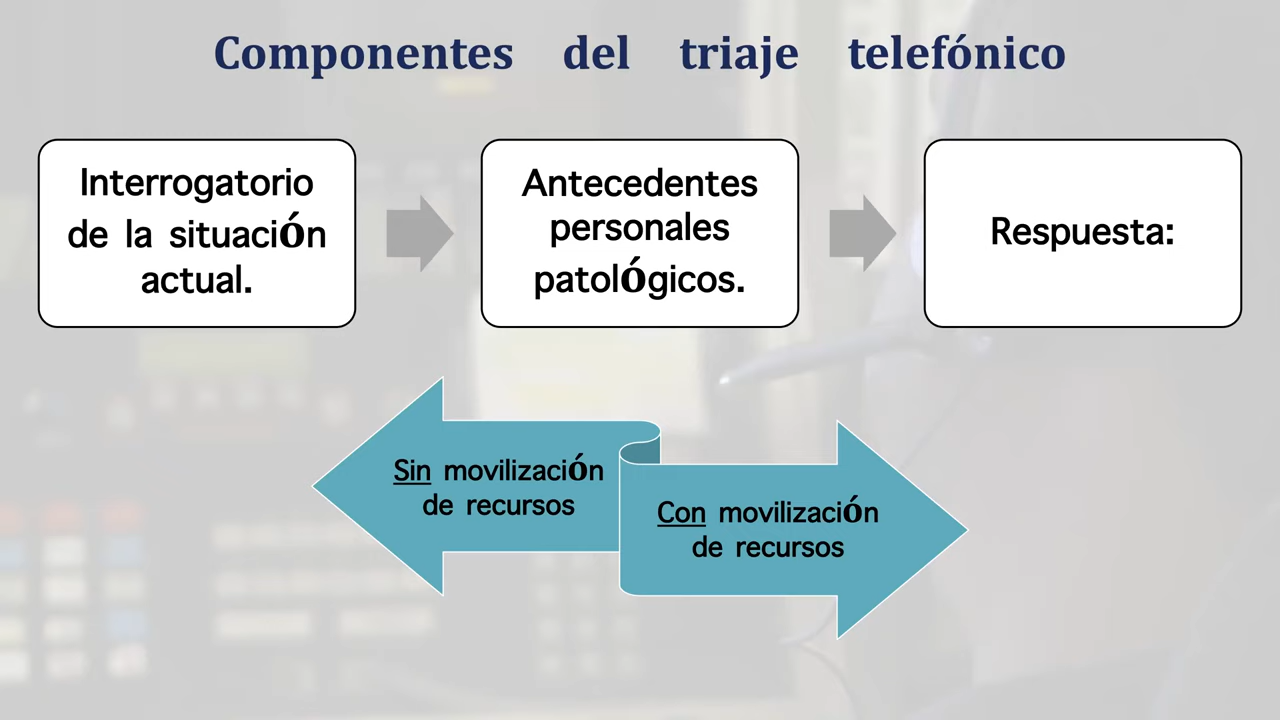 Componentes del triaje telefónico
Interrogatorio
de la situación
actual.
Antecedentes
personales
patológicos.
Respuesta:
Sin movilización
de recursos
Con movilización
de recursos